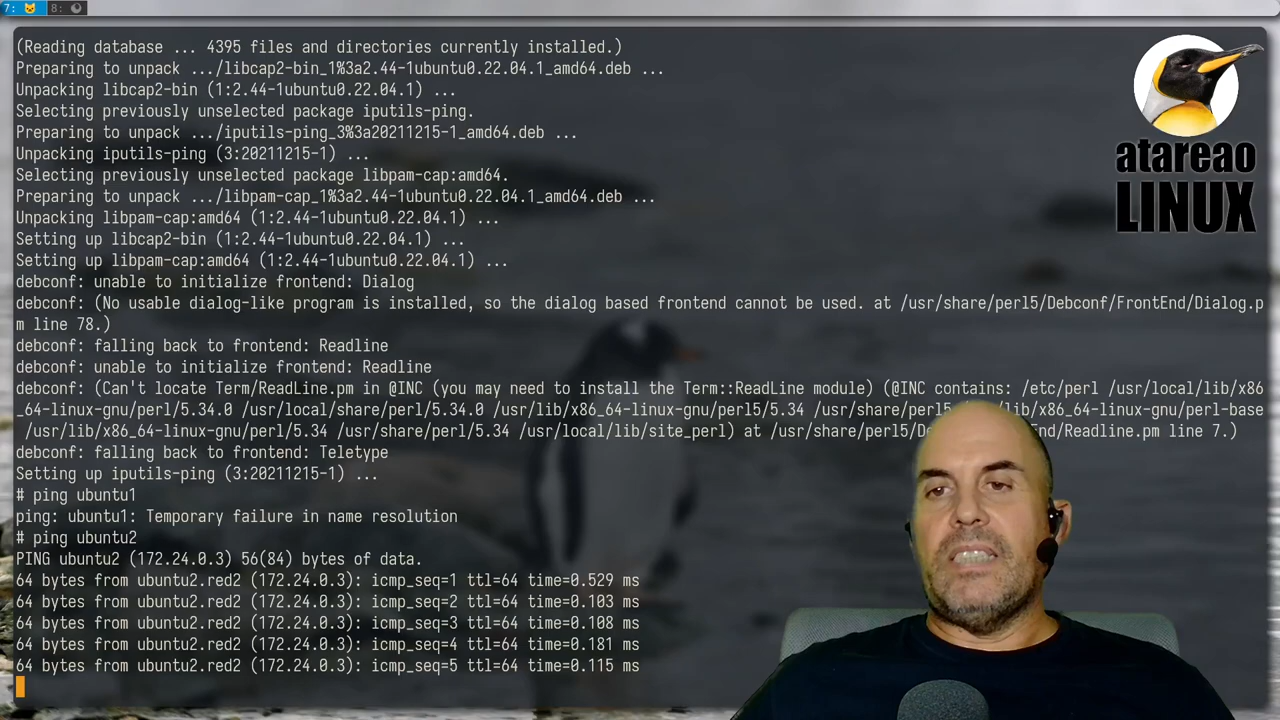 7: 8:
(Reading database ... 4395 files and directories currently installed.)
Preparing to unpack .../libcap2-bin_1%3a2.44-1ubuntu0.22.04.1_amd64.deb ...
Unpacking libcap2-bin (1:2.44-1ubuntu0.22.04.1) ...
Selecting previously unselected package iputils-ping.
Preparing to unpack .../iputils-ping_3%3a20211215-1_amd64.deb ...
Unpacking iputils-ping (3:20211215-1) ...
Selecting previously unselected package libpam-cap:amd64.
Preparing to unpack .../libpam-cap_1%3a2.44-1ubuntu0.22.04.1_amd64.deb ...
Unpacking libpam-cap:amd64 (1:2.44-1ubuntu0.22.04.1) ...
Setting up libcap2-bin (1:2.44-1ubuntu0.22.04.1) ...
Setting up libpam-cap:amd64 (1:2.44-1ubuntu0.22.04.1) ...
debconf: unable to initialize frontend: Dialog
debconf: (No usable dialog-like program is installed, so the dialog based frontend cannot be used. at /usr/share/perl5/Debconf/FrontEnd/Dialog.p
m line 78.)
debconf: falling back to frontend: Readline
debconf: unable to initialize frontend: Readline
debconf: (Can't locate Term/ReadLine.pm in @INC (you may need to install the Term::ReadLine module) (@INC contains: /etc/perl /usr/local/lib/x86
_64-linux-gnu/perl/5.34.0 /usr/local/share/perl/5.34.0 /usr/lib/x86_64-linux-gnu/perl5/5.34 /usr/share/perl5 /lib/x86_64-linux-gnu/perl-base
/usr/lib/x86_64-linux-gnu/perl/5.34 /usr/share/perl/5.34 /usr/local/lib/site_perl) at /usr/share/perl5/De End/Readline.pm line 7.)
debconf: falling back to frontend: Teletype
Setting up iputils-ping (3:20211215-1) ...
# ping ubuntu1
ping: ubuntu1: Temporary failure in name resolution
# ping ubuntu2
PING ubuntu2 (172.24.0.3) 56(84) bytes of data.
64 bytes from ubuntu2.red2 (172.24.0.3): icmp_seq=1 ttl=64 time=0.529 ms
64 bytes from ubuntu2.red2 (172.24.0.3): icmp_seq=2 ttl=64 time=0.103 ms
64 bytes from ubuntu2.red2 (172.24.0.3): icmp_seq=3 ttl=64 time=0.108 ms
64 bytes from ubuntu2.red2 (172.24.0.3): icmp_seq=4 ttl=64 time=0.181 ms
64 bytes from ubuntu2.red2 (172.24.0.3): icmp_seq=5 ttl=64 time=0.115 ms
atareao
LINUX